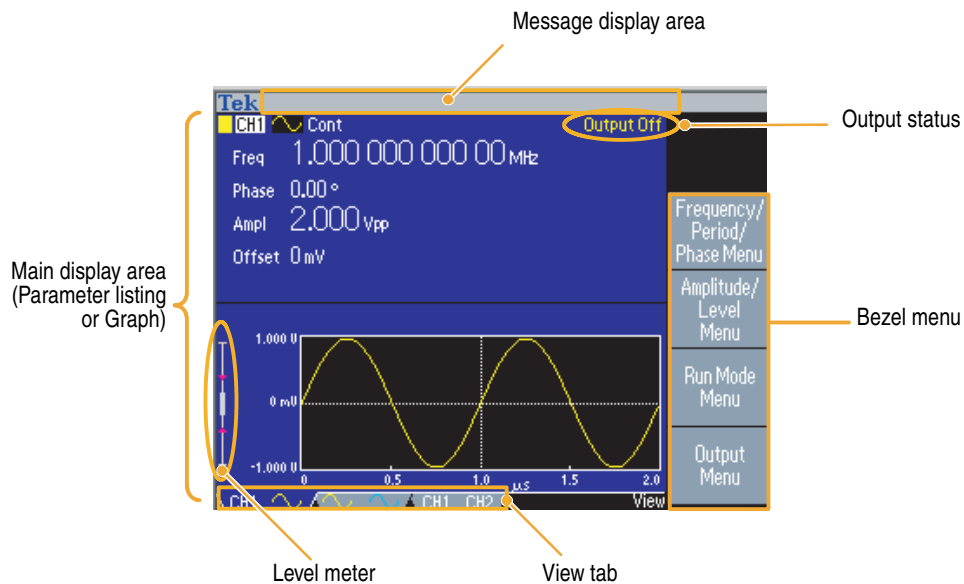 Message display area
Output status
Tek
CH1 Cont Output Off
Freq 1.000 000 000 00 MHz
Phase 0.00 °
Ampl 2.000 Vpp
Offset 0 mV
Main display area
(Parameter listing
or Graph)
Frequency/
Period/
Phase Menu
Amplitude/
Level
Menu
Bezel menu
Run Mode
Menu
Output
Menu
1.000 U
0 mU
-1.000 U
0 0.5 1.0 μs 1.5 2.0
CH1 CH1 CH2 View
Level meter
View tab